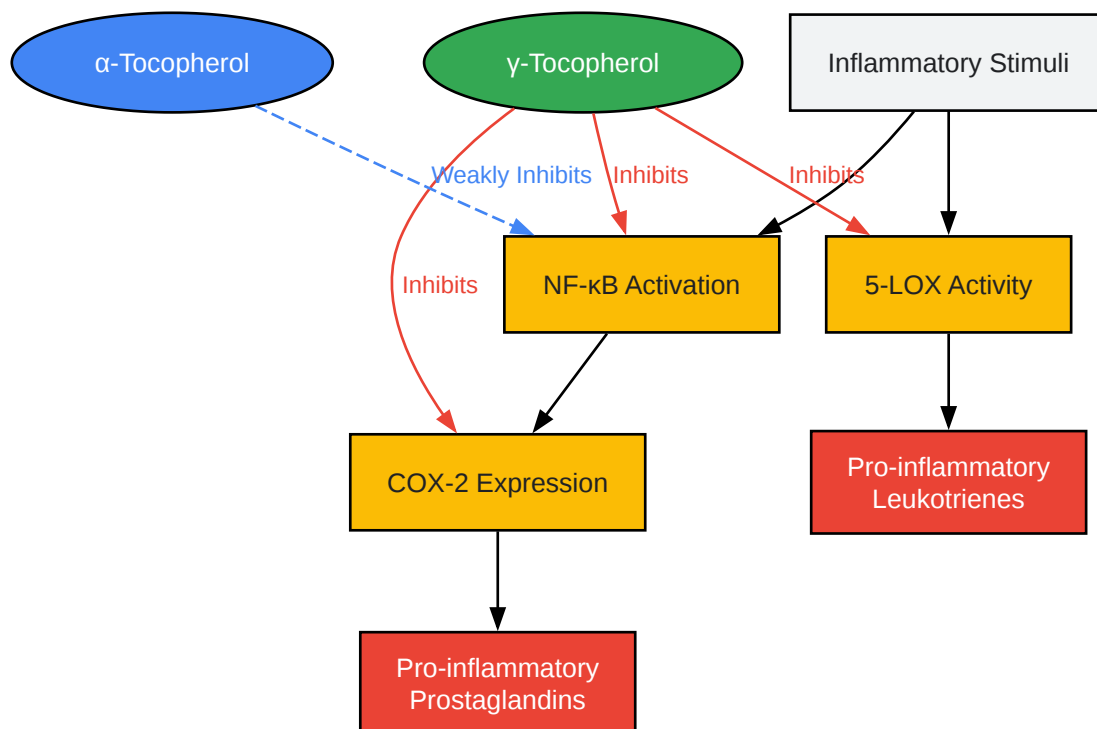 α-Tocopherol
γ-Tocopherol
Inflammatory Stimuli
Weakly Inhibits
Inhibits
Inhibits
Inhibits
NF-κB Activation
5-LOX Activity
COX-2 Expression
Pro-inflammatory
Leukotrienes
Pro-inflammatory
Prostaglandins